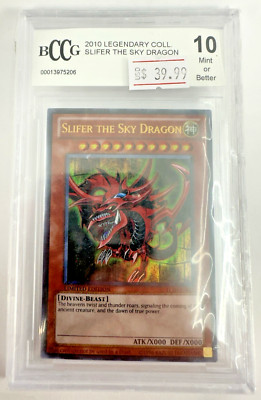 BCCG
2010 LEGENDARY COLL.
SLIFER THE SKY DRAGON
00013975206
10
Mint
or
Better
$ 39.99
SLIFER THE SKY DRAGON
LIMITED EDITION
[DIVINE-BEAST]
The heavens twist and thunder roars, signaling the coming of
ancient creature, and the dawn of true power.
ATK/X000 DEF/X000